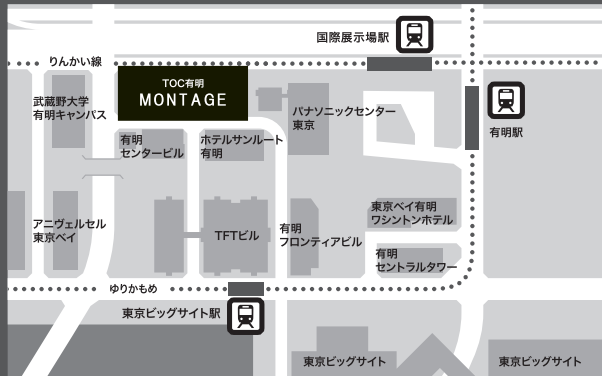 国際展示場駅
りんかい線
TOC有明
MONTAGE
武蔵野大学
有明キャンパス
パナソニックセンター
東京
有明駅
有明
センタービル
ホテルサンルート
有明
アニヴェルセル
東京ベイ
TFTビル
有明
フロンティアビル
東京ベイ有明
ワシントンホテル
有明
セントラルタワー
ゆりかもめ
東京ビッグサイト駅
東京ビッグサイト
東京ビッグサイト